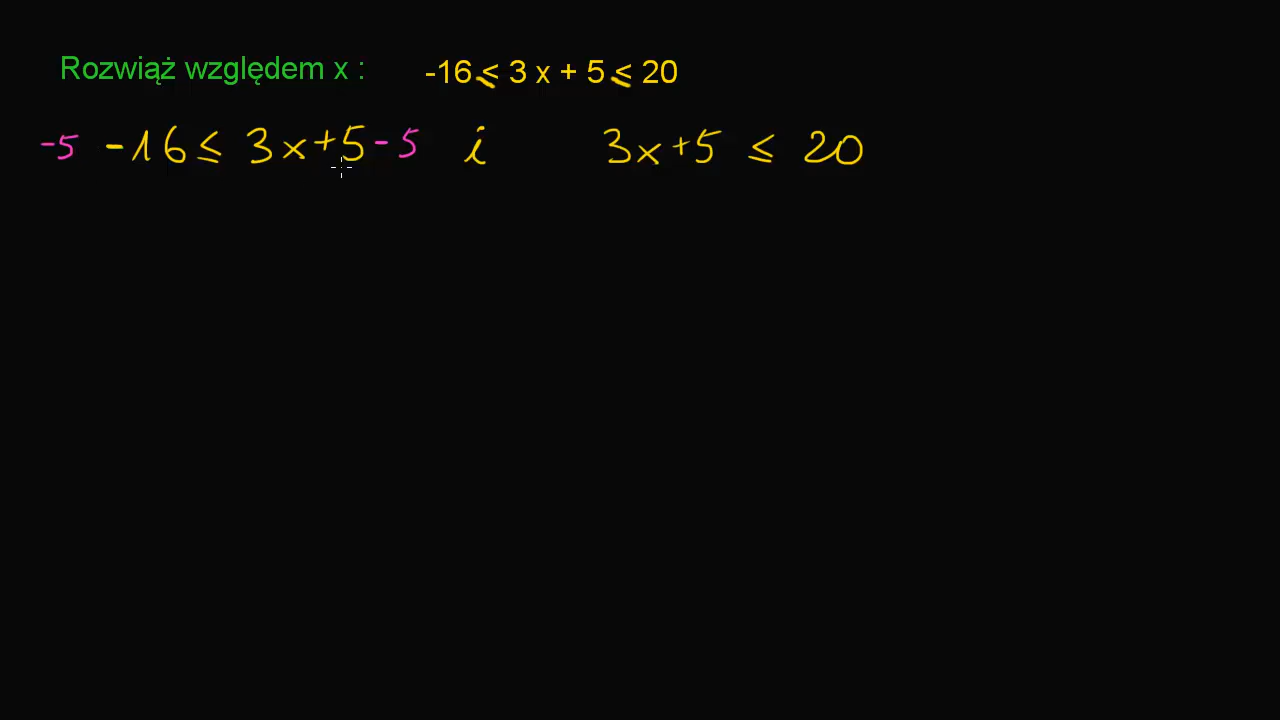 Rozwiąż względem x : -16 ≤ 3 x + 5 ≤ 20
-5 -16 ≤ 3x+5 -5 i 3x+5 ≤ 20